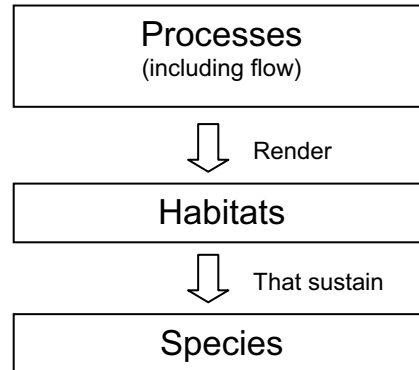 Processes
(including flow)
Render
Habitats
That sustain
Species